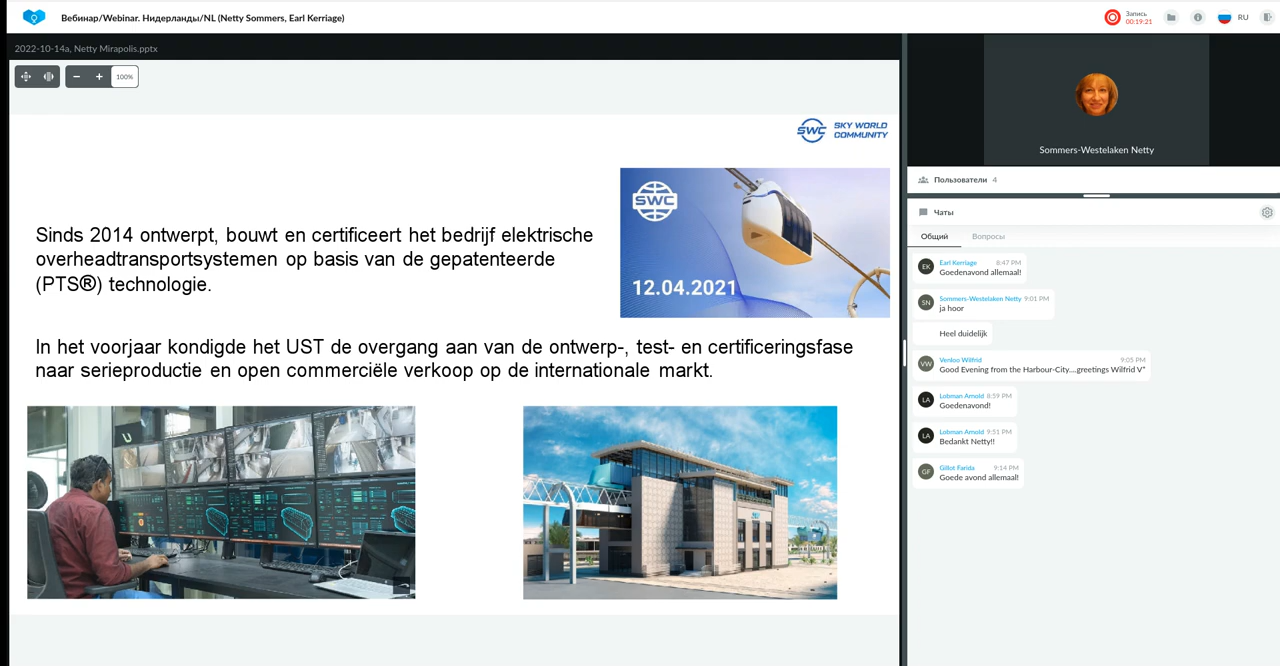 Вебинар/Webinar. Нидерланды/NL (Netty Sommers, Earl Kerriage)
Запись
00:19:21
RU
2022-10-14a, Netty Mirapolis.pptx
100%
SWC SKY WORLD
COMMUNITY
Sinds 2014 ontwerpt, bouwt en certificeert het bedrijf elektrische
overheadtransportsystemen op basis van de gepatenteerde
(PTS®) technologie.
SWC
12.04.2021
In het voorjaar kondigde het UST de overgang aan van de ontwerp-, test- en certificeringsfase
naar serieproductie en open commerciële verkoop op de internationale markt.
Sommers-Westelaken Netty
Пользователи 4
Чаты
Общий Вопросы
EK
Earl Kerriage 8:47 PM
Goedenavond allemaal!
SN
Sommers-Westelaken Netty 9:01 PM
ja hoor
Heel duidelijk
VW
Venloo Wilfrid 9:05 PM
Good Evening from the Harbour-City....greetings Wilfrid V"
LA
Lobman Arnold 8:59 PM
Goedenavond!
LA
Lobman Arnold 9:51 PM
Bedankt Netty!!
GF
Gillot Farida 9:14 PM
Goede avond allemaal!